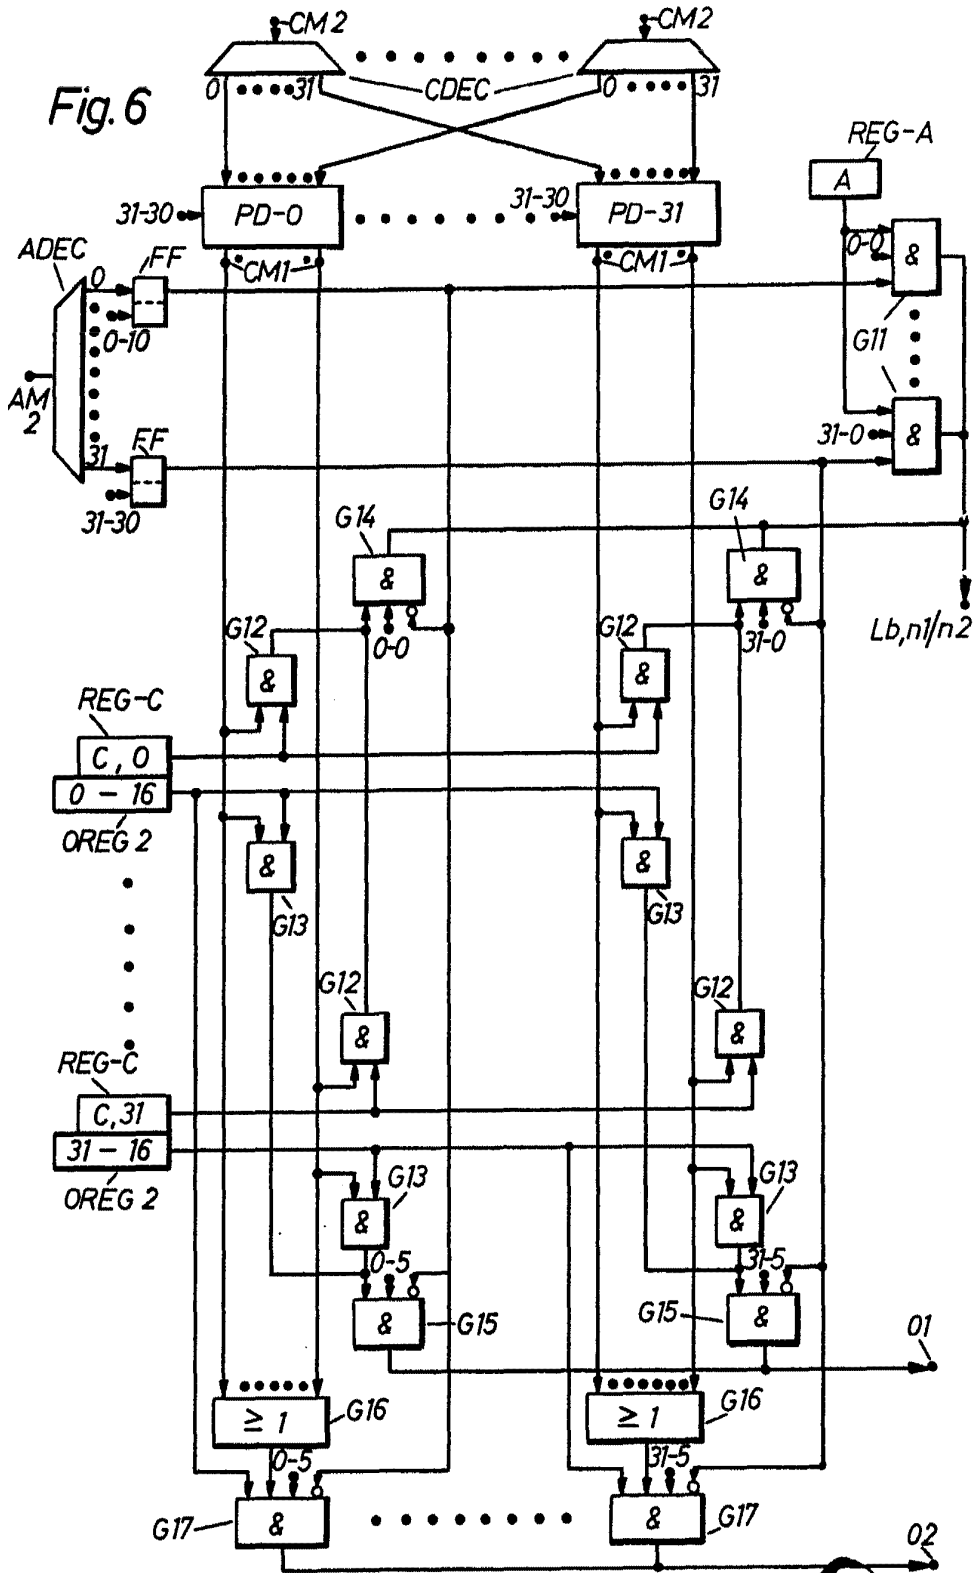 CM2 CM2
0 31 CDEC 0 31
Fig. 6
REG-A
A
31-30 PD-0 31-30 PD-31
ADEC FF CM1 CM1 0-0 &
0
0-10 G11
AM
2
FF
31 31-0 &
31-30
G14 G14
& &
G12 0-0 G12 31-0 Lb,n1/n2
& &
REG-C
C, 0
0 - 16
OREG 2
& &
G13 G13
G12 G12
& &
REG-C
C, 31
31 - 16
OREG 2
G13 G13
& &
0-5 31-5
& G15 G15 &
O1
≥ 1 G16 ≥ 1 G16
0-5 31-5
G17 & & G17
O2